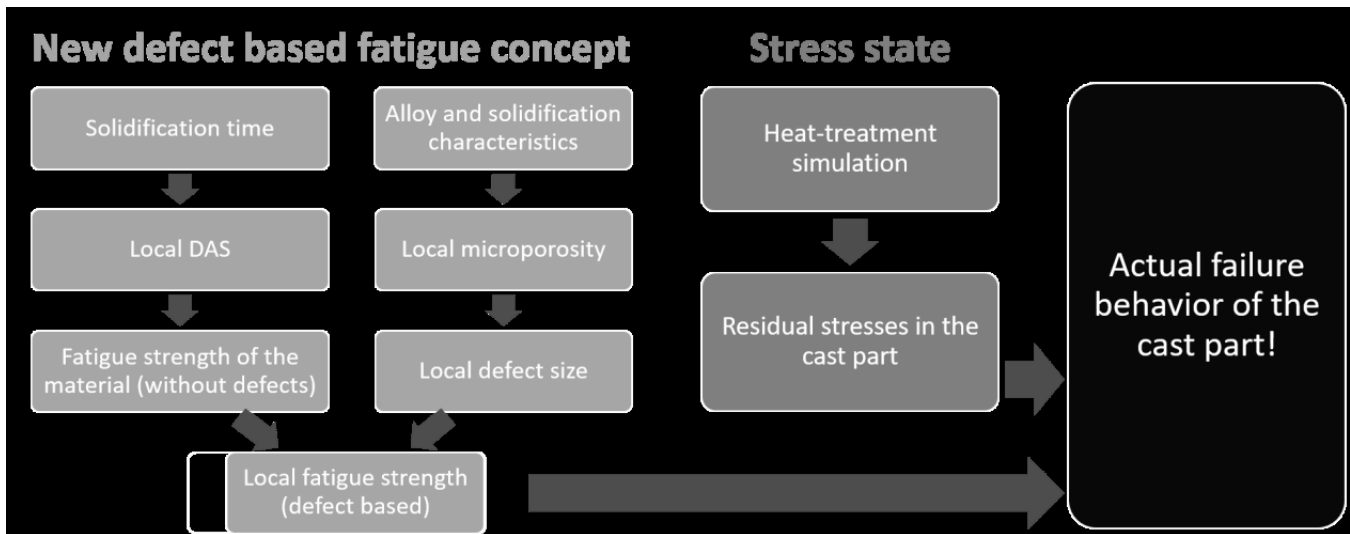 New defect based fatigue concept
Solidification time
Local DAS
Fatigue strength of the
material (without defects)
Alloy and solidification
characteristics
Local microporosity
Local defect size
Local fatigue strength
(defect based)
Stress state
Heat-treatment
simulation
Residual stresses in the
cast part
Actual failure
behavior of the
cast part!